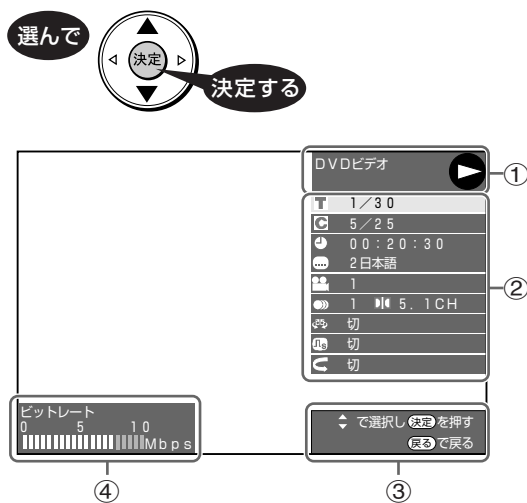 選んで
決定
決定する
DVDビデオ
①
T 1/30
C 5/25
00:20:30
2日本語
1
1 5.1CH
切
切
切
②
ビットレート
0 5 10
Mbps
で選択し 決定 を押す
戻る で戻る
④
③